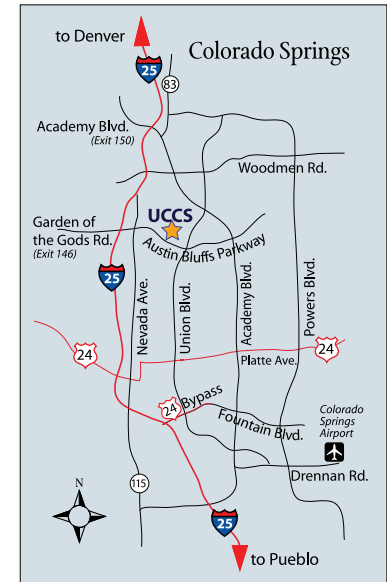 to Denver
Colorado Springs
25
83
Academy Blvd.
(Exit 150)
Woodmen Rd.
UCCS
Garden of
the Gods Rd.
(Exit 146)
Austin Bluffs Parkway
25
Nevada Ave.
Union Blvd.
Academy Blvd.
Powers Blvd.
24
24
Platte Ave.
24 Bypass
Fountain Blvd.
Colorado
Springs
Airport
Drennan Rd.
N
115
25
to Pueblo